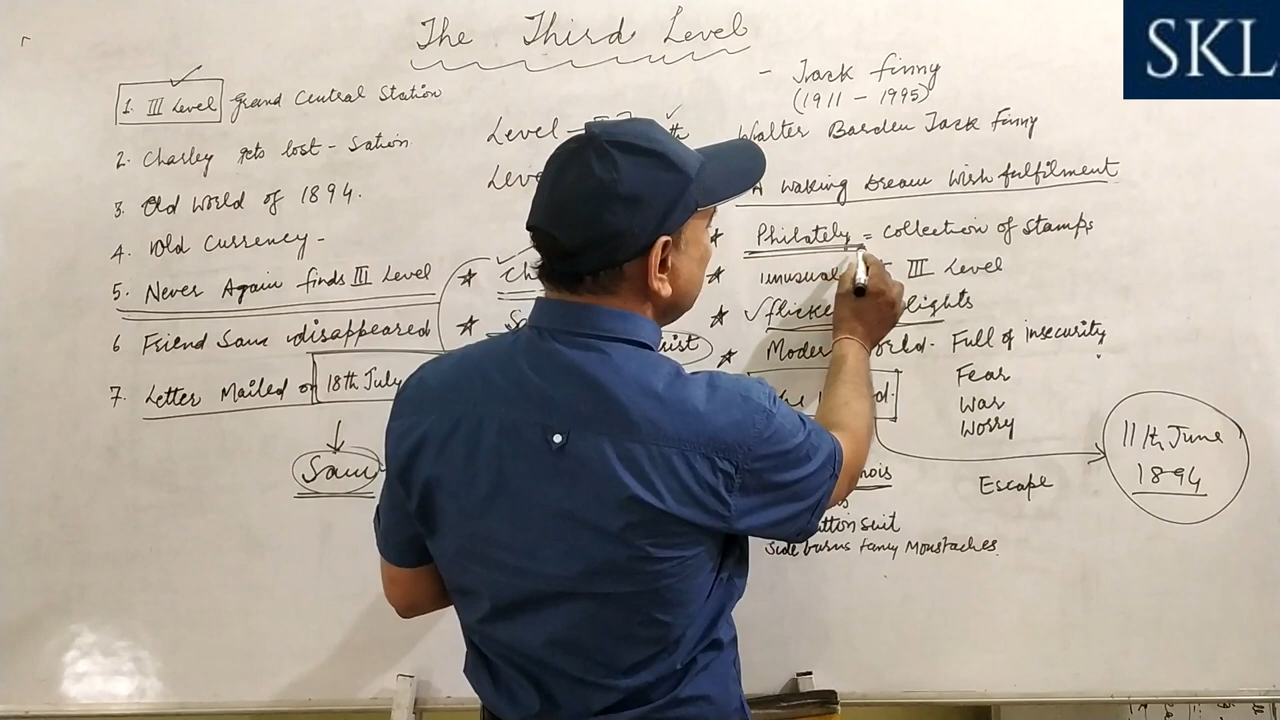 The Third Level
SKL
- Jack finny
(1911 - 1995)
Walter Barden Jack Finny
A waking Dream Wish fulfilment
1. III Level Grand Central Station
2. Charley gets lost - Sation
3. Old World of 1894.
4. Old Currency -
5. Never Again finds III Level
6 Friend Sam disappeared
7. Letter Mailed on 18th July
Sam
Level -
Philately = collection of stamps
unusual III Level
lights
World. Full of insecurity
Fear
War
Worry
Escape
11th June
1894
suit
Side burns fancy Moustaches